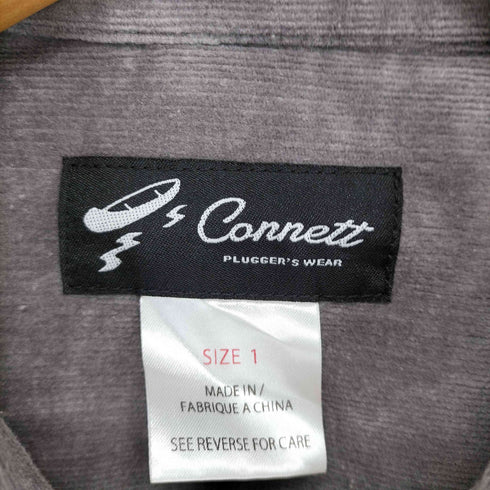 Connett
PLUGGER'S WEAR
SIZE 1
MADE IN /
FABRIQUE A CHINA
SEE REVERSE FOR CARE